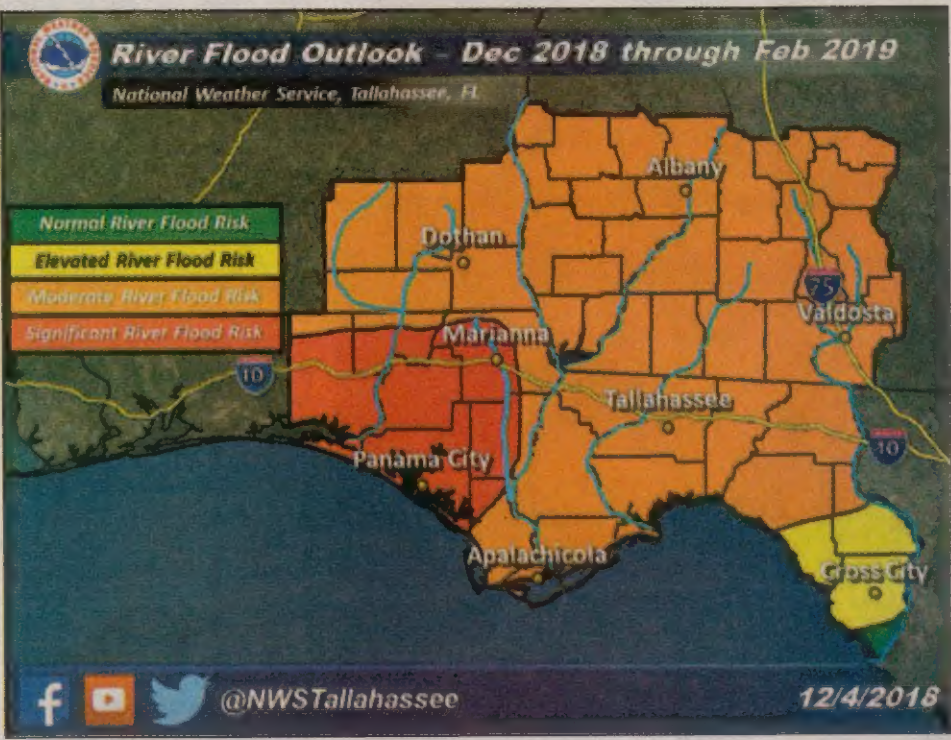 River Flood Outlook - Dec 2018 through Feb 2019
National Weather Service, Tallahassee, FL
Normal River Flood Risk
Elevated River Flood Risk
Moderate River Flood Risk
Significant River Flood Risk
Albany
Dothan
75
Valdosta
Marianna
10
Tallahassee
10
Panama City
Apalachicola
Cross City
@NWSTallahassee
12/4/2018